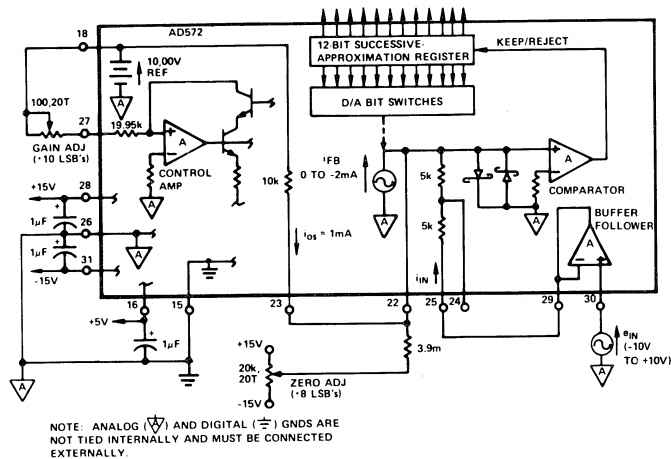 AD572
18
10,00V
REF
12-BIT SUCCESSIVE-
APPROXIMATION REGISTER
KEEP/REJECT
D/A BIT SWITCHES
100,20T
27
19.95k
GAIN ADJ
(±10 LSB's)
A
CONTROL
AMP
10k
iFB
0 TO -2mA
5k
5k
A
COMPARATOR
BUFFER
FOLLOWER
A
+15V
28
1µF
26
1µF
31
-15V
iOS = 1mA
iIN
16
15
23
22
25
24
29
30
+5V
1µF
3.9m
+15V
20k,
20T
ZERO ADJ
(±8 LSB's)
-15V
eIN
(-10V
TO +10V)
NOTE: ANALOG (A) AND DIGITAL ( ) GNDS ARE
NOT TIED INTERNALLY AND MUST BE CONNECTED
EXTERNALLY.